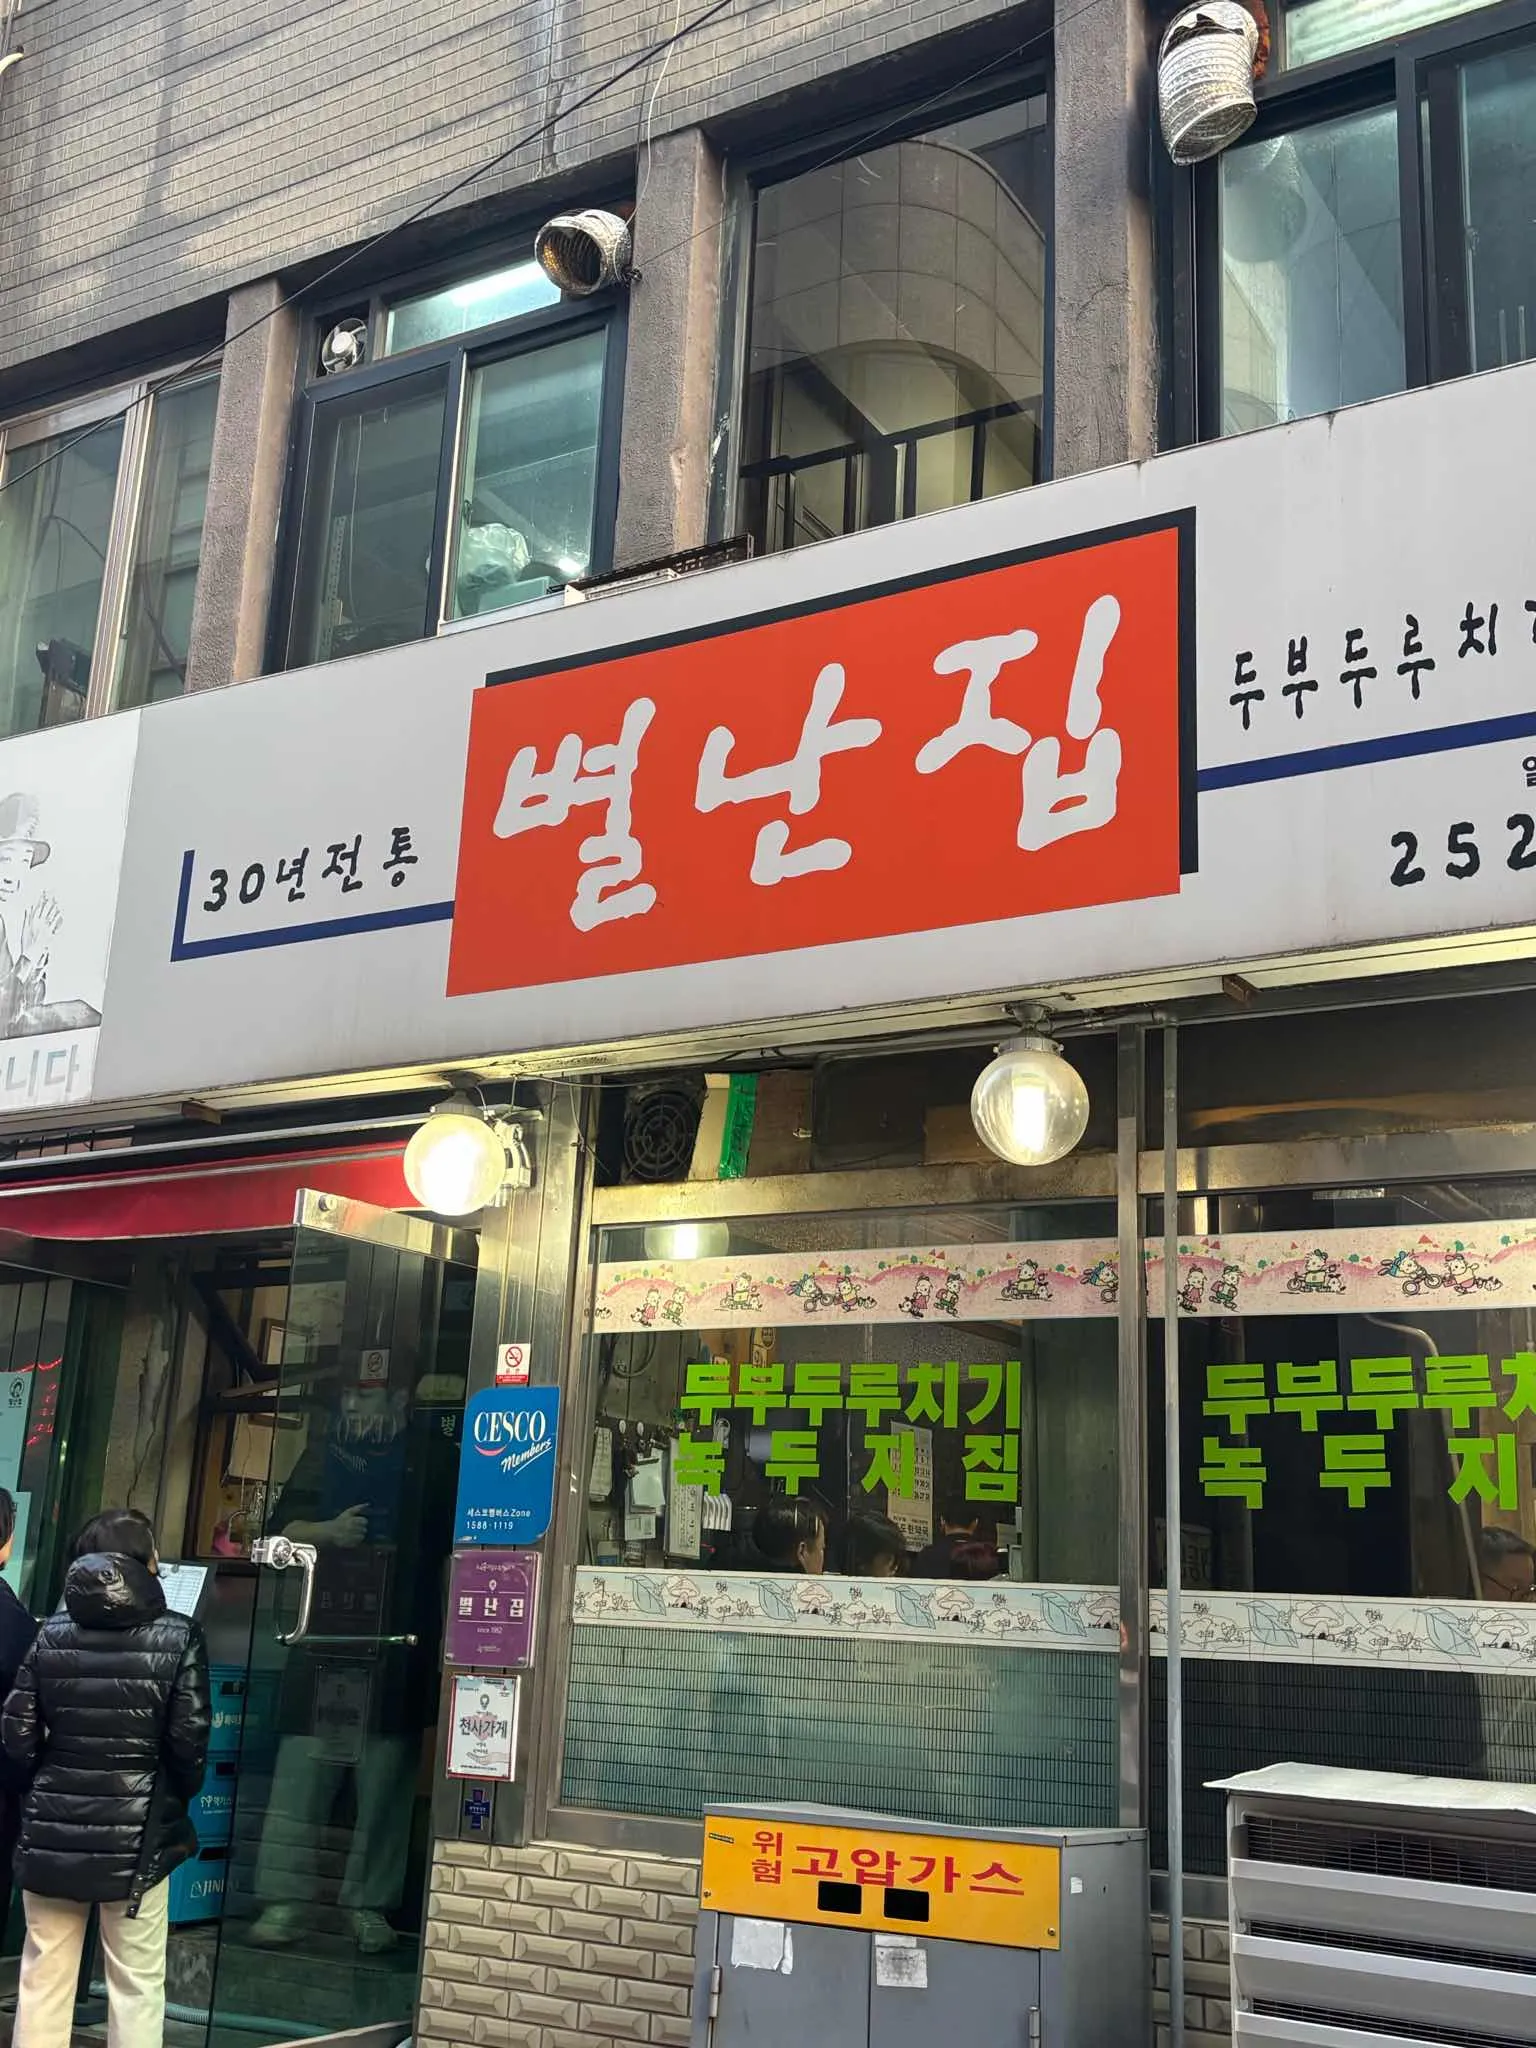 30년전통
별난집
두부두루치
252
니다
두부두루치기
녹두지짐
두부두루치
녹두지
CESCO
Members
세스코멤버스Zone
1588-1119
별난집
since 1982
천사가게
위험 고압가스